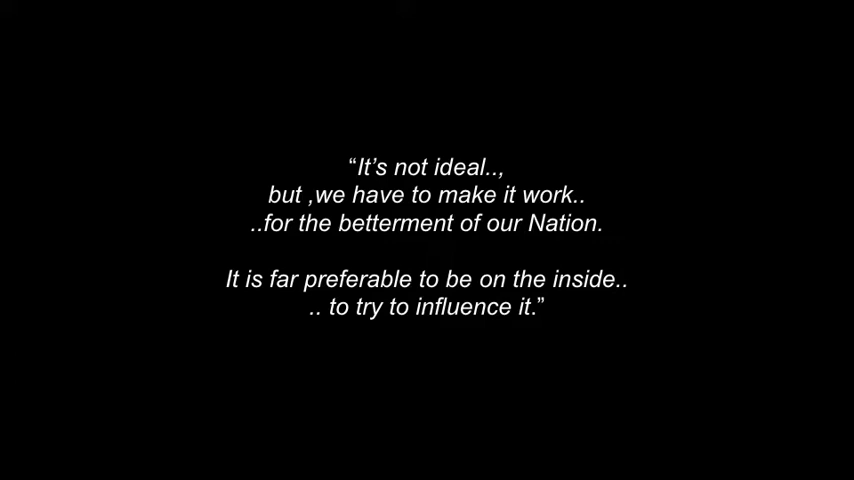 “It’s not ideal..,
but ,we have to make it work..
..for the betterment of our Nation.
It is far preferable to be on the inside..
.. to try to influence it.”